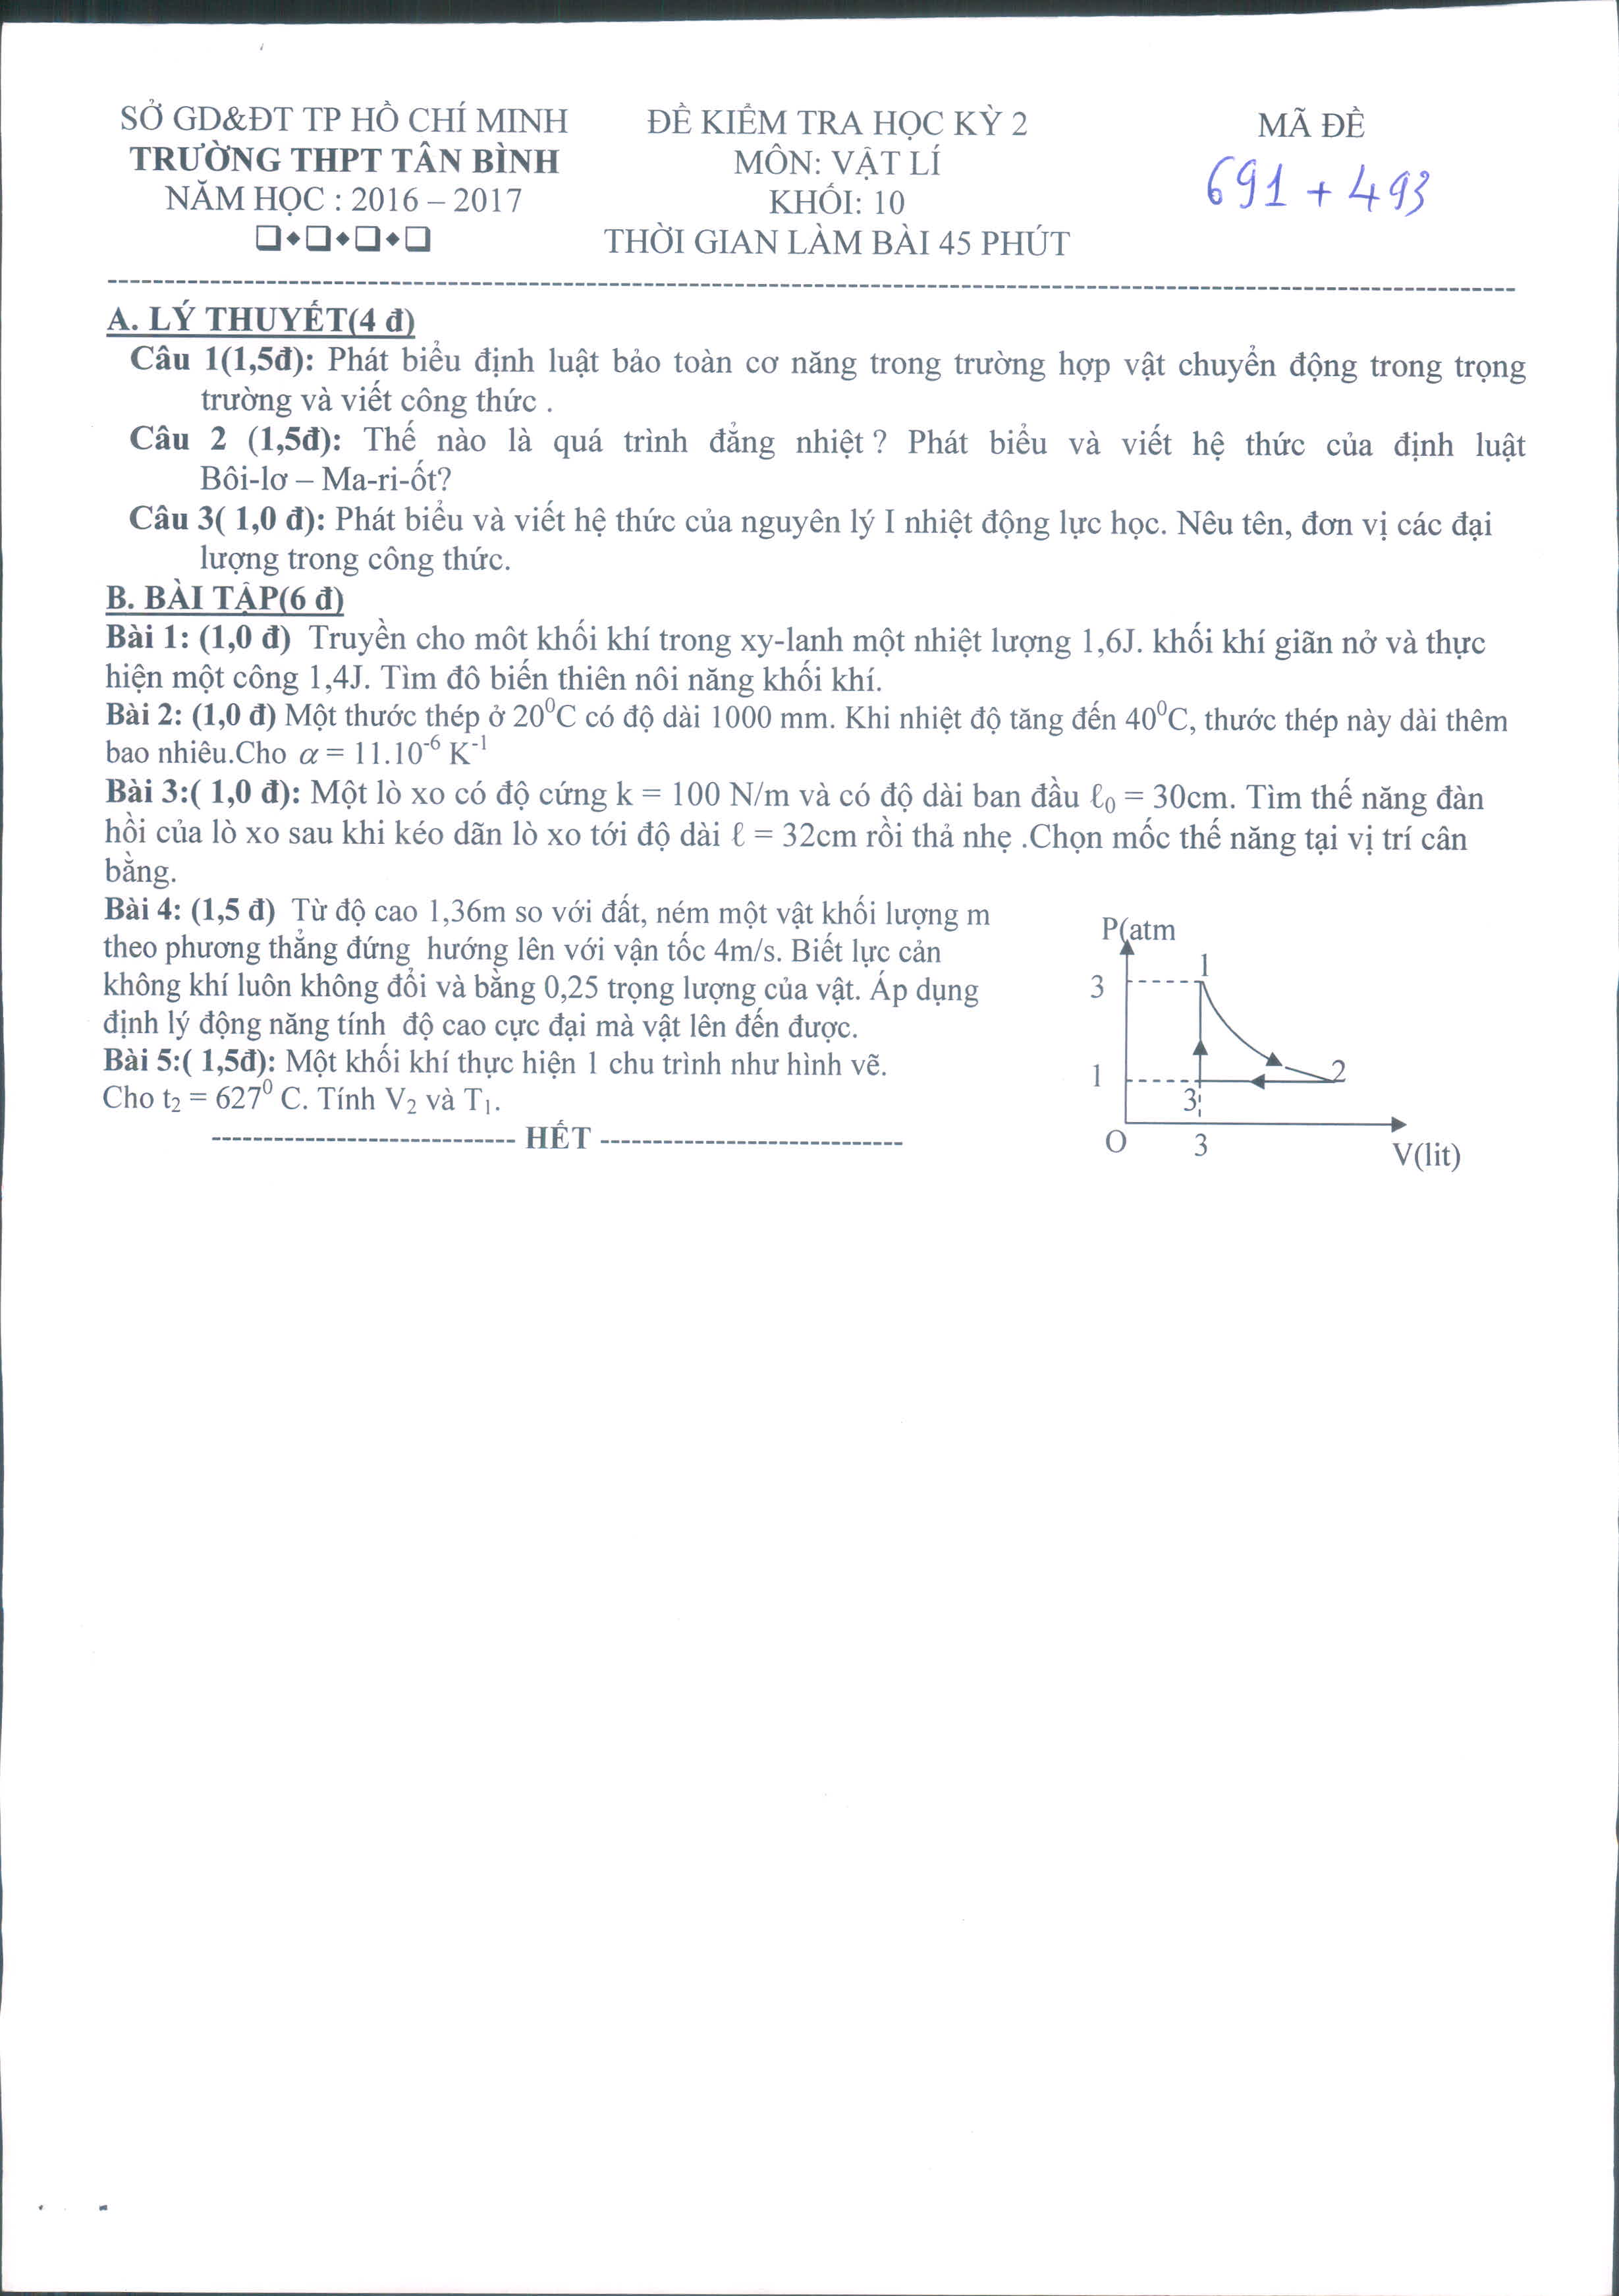 SỞ GD&ĐT TP HỒ CHÍ MINH
TRƯỜNG THPT TÂN BÌNH
NĂM HỌC : 2016 – 2017
ĐỀ KIỂM TRA HỌC KỲ 2
MÔN: VẬT LÍ
KHỐI: 10
THỜI GIAN LÀM BÀI 45 PHÚT
MÃ ĐỀ
691 + 493
A. LÝ THUYẾT(4 đ)
Câu 1(1,5đ): Phát biểu định luật bảo toàn cơ năng trong trường hợp vật chuyển động trong trọng
trường và viết công thức .
Câu 2 (1,5đ): Thế nào là quá trình đẳng nhiệt ? Phát biểu và viết hệ thức của định luật
Bôi-lơ – Ma-ri-ốt?
Câu 3( 1,0 đ): Phát biểu và viết hệ thức của nguyên lý I nhiệt động lực học. Nêu tên, đơn vị các đại
lượng trong công thức.
B. BÀI TẬP(6 đ)
Bài 1: (1,0 đ) Truyền cho môt khối khí trong xy-lanh một nhiệt lượng 1,6J. khối khí giãn nở và thực
hiện một công 1,4J. Tìm đô biến thiên nôi năng khối khí.
Bài 2: (1,0 đ) Một thước thép ở 20⁰C có độ dài 1000 mm. Khi nhiệt độ tăng đến 40⁰C, thước thép này dài thêm
bao nhiêu.Cho α = 11.10⁻⁶ K⁻¹
Bài 3:( 1,0 đ): Một lò xo có độ cứng k = 100 N/m và có độ dài ban đầu ℓ₀ = 30cm. Tìm thế năng đàn
hồi của lò xo sau khi kéo dãn lò xo tới độ dài ℓ = 32cm rồi thả nhẹ .Chọn mốc thế năng tại vị trí cân
bằng.
Bài 4: (1,5 đ) Từ độ cao 1,36m so với đất, ném một vật khối lượng m
theo phương thẳng đứng hướng lên với vận tốc 4m/s. Biết lực cản
không khí luôn không đổi và bằng 0,25 trọng lượng của vật. Áp dụng
định lý động năng tính độ cao cực đại mà vật lên đến được.
Bài 5:( 1,5đ): Một khối khí thực hiện 1 chu trình như hình vẽ.
Cho t₂ = 627⁰ C. Tính V₂ và T₁.
HẾT
P(atm
1
3
1
2
3
O
3
V(lit)